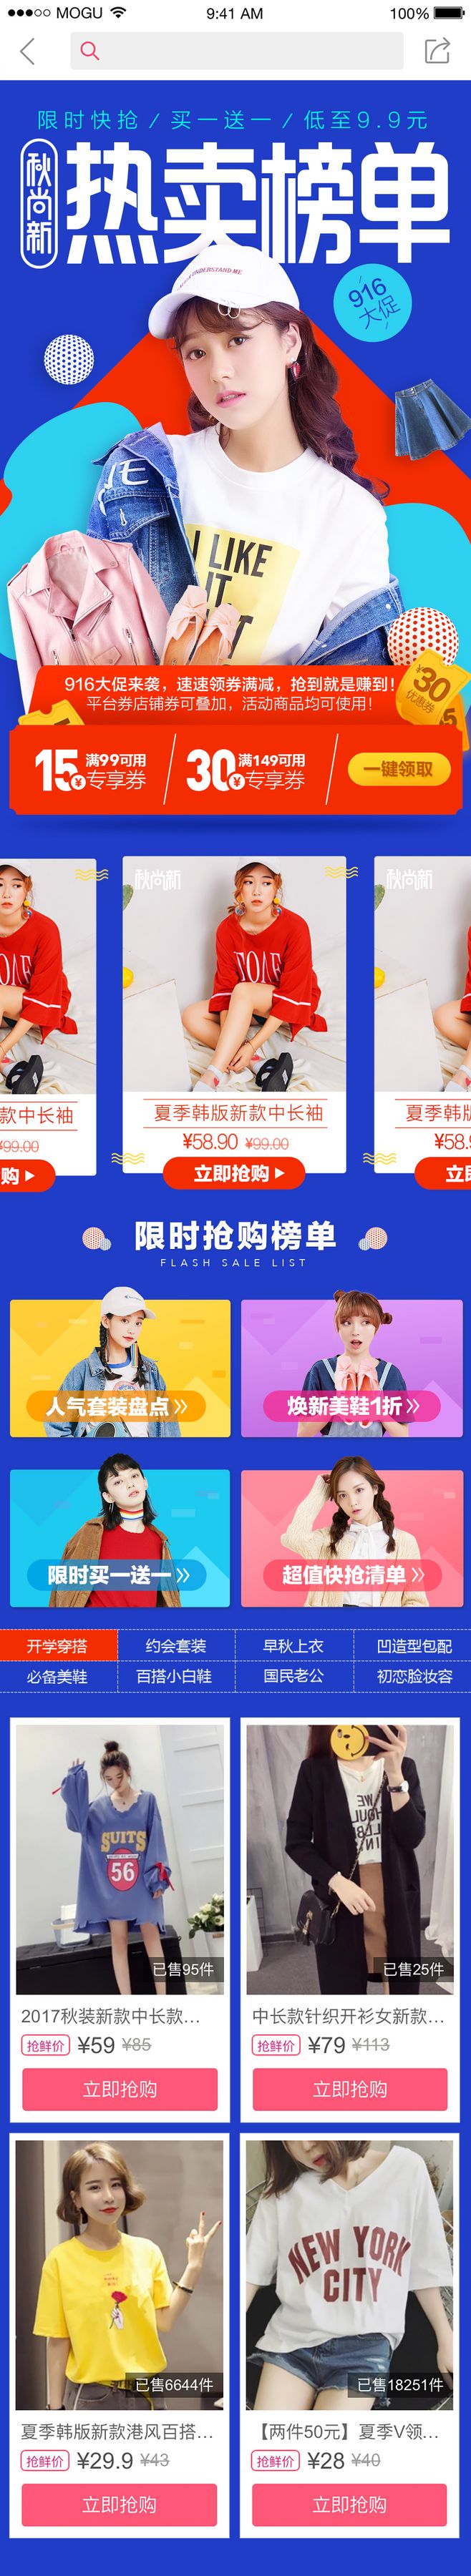 MOGU 9:41 AM 100%
限时快抢 / 买一送一 / 低至9.9元
秋尚新
热卖榜单
916
大促
I LIKE
IT
¥30
优惠券
916大促来袭，速速领券满减，抢到就是赚到！
平台券店铺券可叠加，活动商品均可使用！
15¥ 满99可用 专享券
30¥ 满149可用 专享券
一键领取
秋尚新
秋尚新
款中长袖
¥99.00
购
夏季韩版新款中长袖
¥58.90 ¥99.00
立即抢购
夏季韩版
¥58.9
立即
限时抢购榜单
FLASH SALE LIST
人气套装盘点
焕新美鞋1折
限时买一送一
超值快抢清单
开学穿搭 约会套装 早秋上衣 凹造型包配
必备美鞋 百搭小白鞋 国民老公 初恋脸妆容
SUITS
56
已售95件
已售25件
2017秋装新款中长款…
中长款针织开衫女新款…
抢鲜价 ¥59 ¥85
抢鲜价 ¥79 ¥113
立即抢购
立即抢购
NEW YORK
CITY
已售6644件
已售18251件
夏季韩版新款港风百搭…
【两件50元】夏季V领…
抢鲜价 ¥29.9 ¥43
抢鲜价 ¥28 ¥40
立即抢购
立即抢购